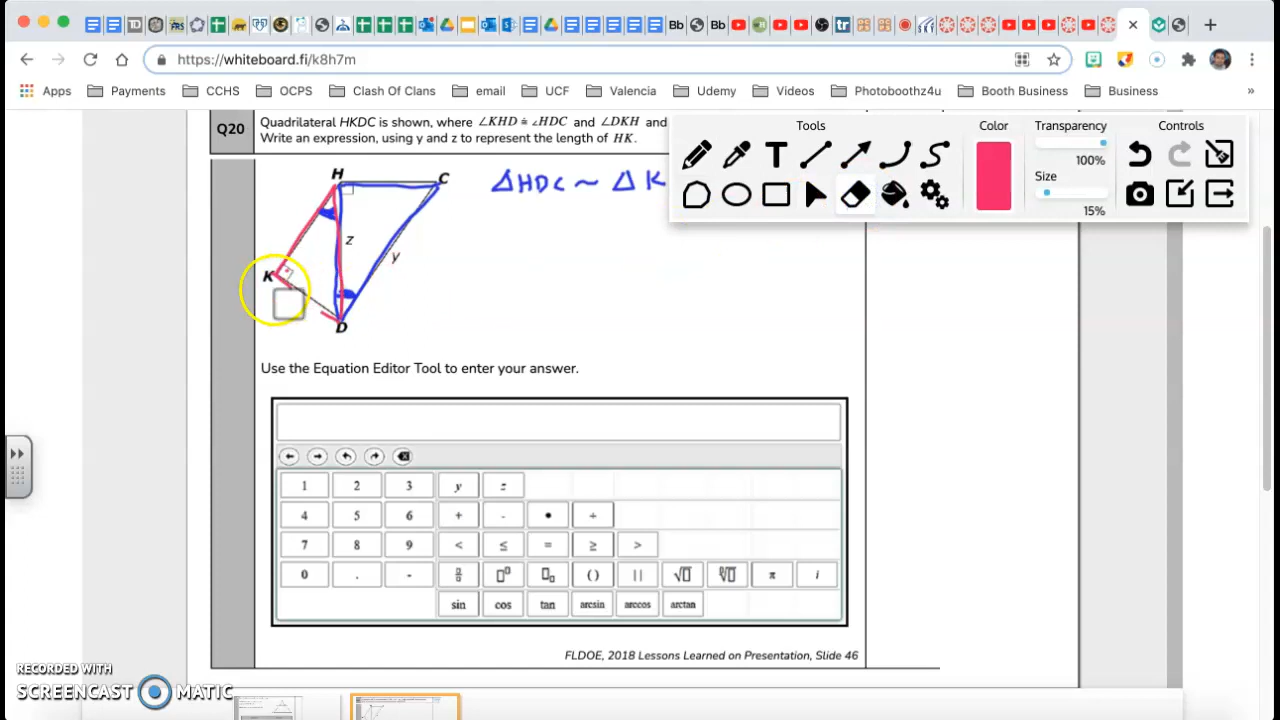 Bb
Bb
tr
https://whiteboard.fi/k8h7m
Apps Payments CCHS OCPS Clash Of Clans email UCF Valencia Udemy Videos Photoboothz4u Booth Business Business »
Q20
Quadrilateral HKDC is shown, where ∠KHD ≅ ∠HDC and ∠DKH and
Write an expression, using y and z to represent the length of HK.
Tools Color Transparency Controls
100%
Size
15%
H C
ΔHDC ~ Δ K
z
y
K
D
Use the Equation Editor Tool to enter your answer.
1 2 3 y z
4 5 6 + - • ÷
7 8 9 < ≤ = ≥ >
0 . - ( ) | | π i
sin cos tan arcsin arccos arctan
FLDOE, 2018 Lessons Learned on Presentation, Slide 46
RECORDED WITH
SCREENCAST MATIC